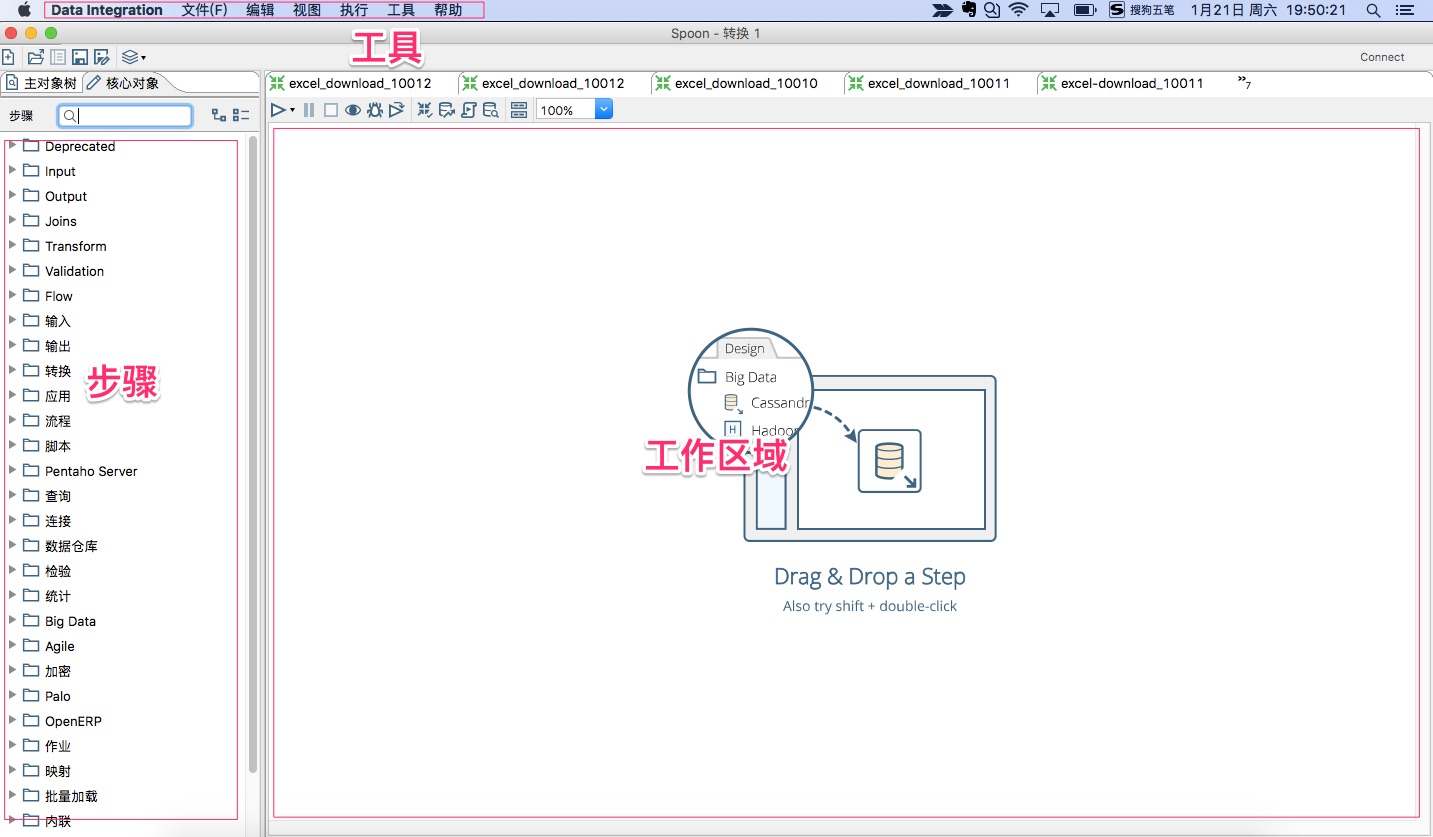 Data Integration 文件(F) 编辑 视图 执行 工具 帮助 搜狗五笔 1月21日 周六 19:50:21
Spoon - 转换 1
工具
Connect
主对象树 核心对象
excel_download_10012 excel_download_10012 excel_download_10010 excel_download_10011 excel-download_10011 »7
步骤
100%
Deprecated
Input
Output
Joins
Transform
Validation
Flow
输入
输出
转换
应用
流程
脚本
Pentaho Server
查询
连接
数据仓库
检验
统计
Big Data
Agile
加密
Palo
OpenERP
作业
映射
批量加载
内联
步骤
Design
Big Data
Cassandr
Hadoop
工作区域
Drag & Drop a Step
Also try shift + double-click